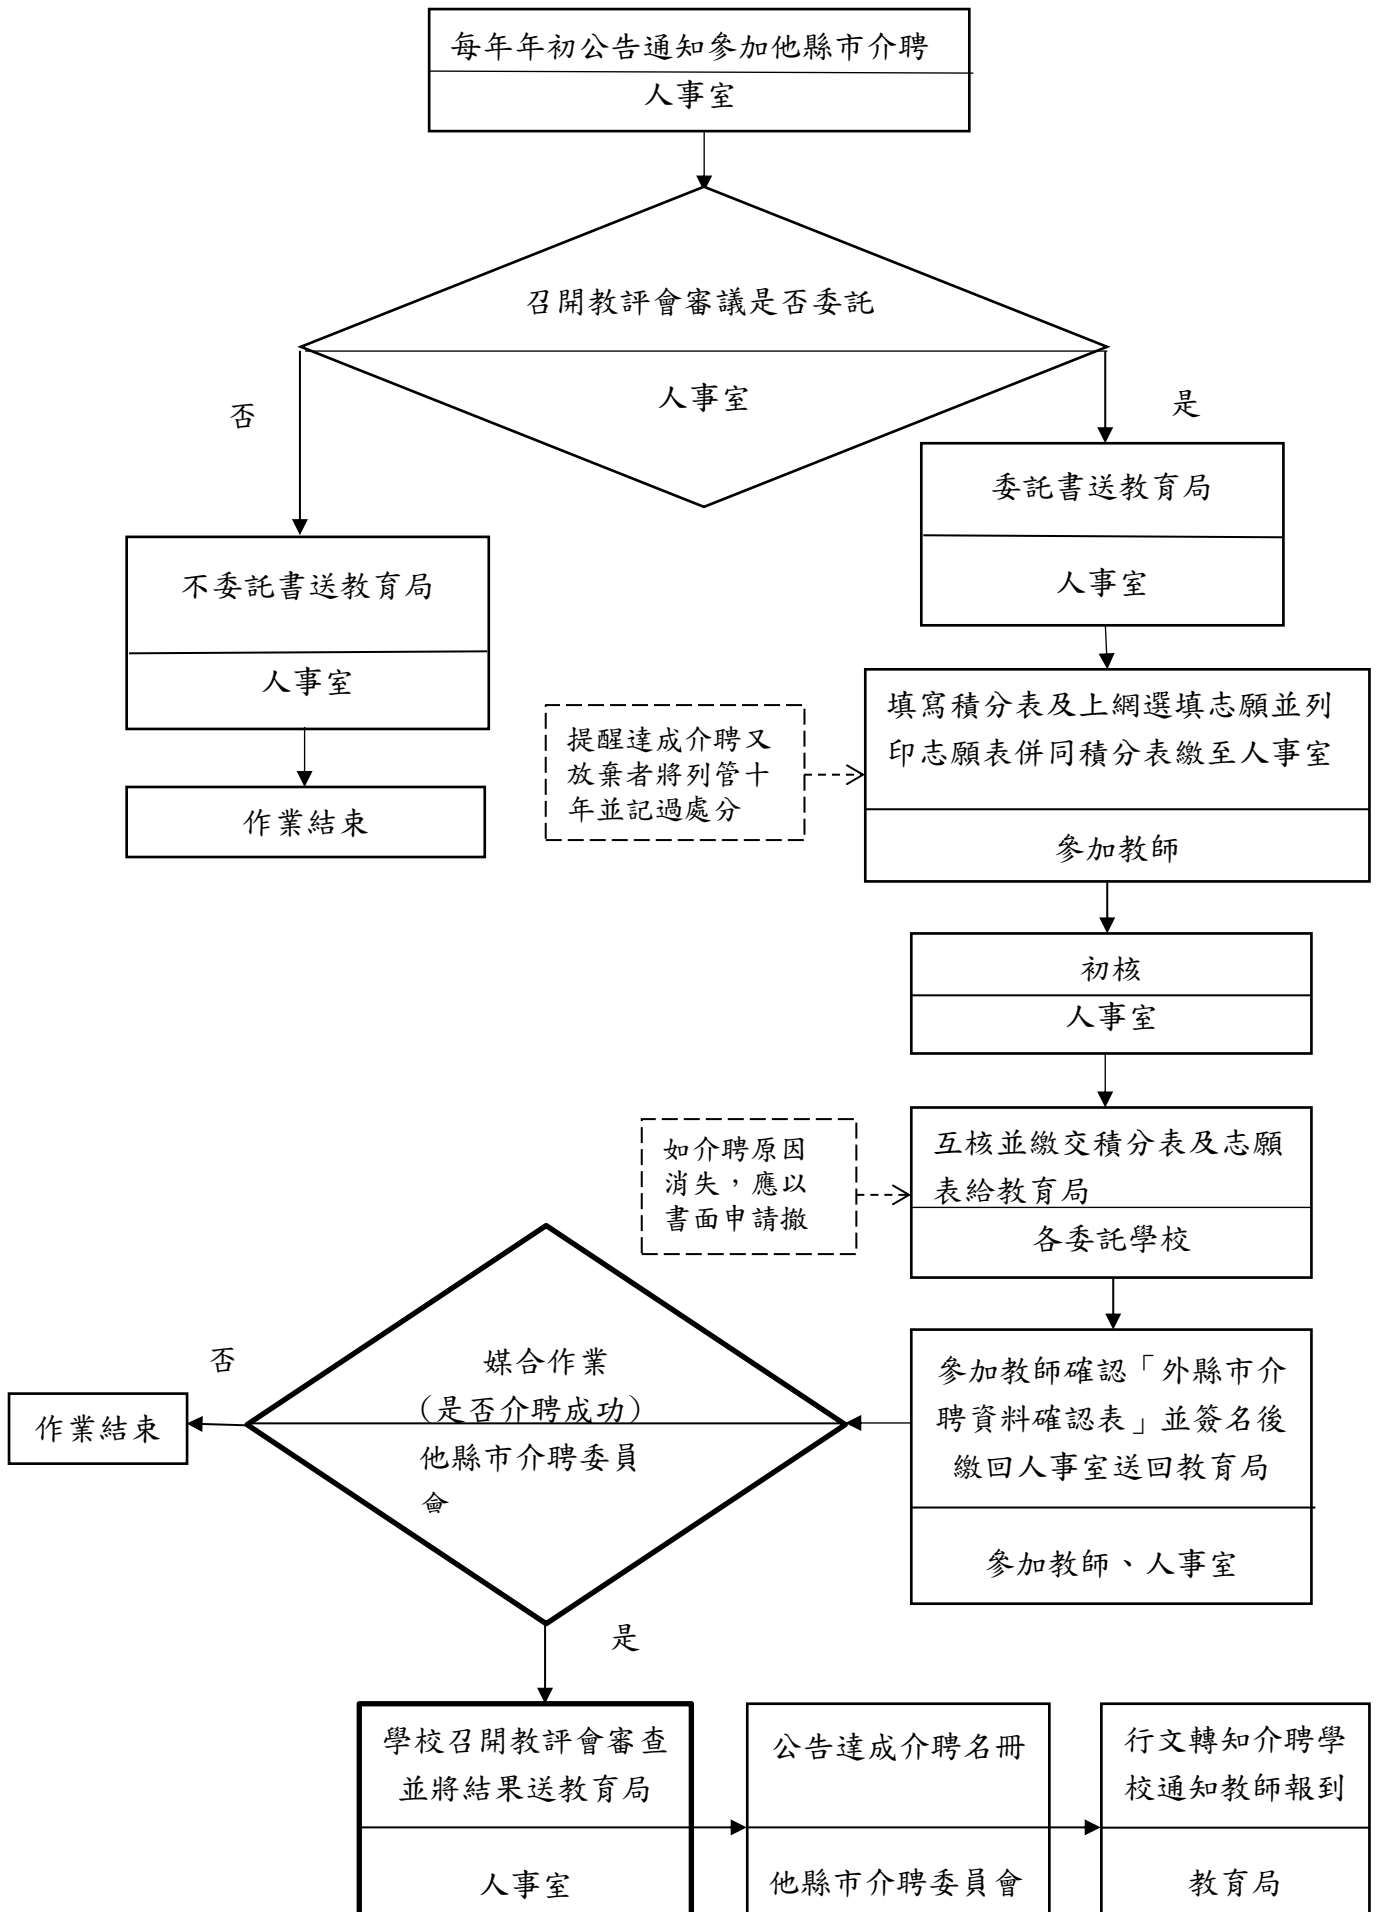 每年年初公告通知參加他縣市介聘
人事室
召開教評會審議是否委託
人事室
否
是
委託書送教育局
人事室
不委託書送教育局
人事室
作業結束
提醒達成介聘又
放棄者將列管十
年並記過處分
填寫積分表及上網選填志願並列
印志願表併同積分表繳至人事室
參加教師
初核
人事室
如介聘原因
消失，應以
書面申請撤
互核並繳交積分表及志願
表給教育局
各委託學校
參加教師確認「外縣市介
聘資料確認表」並簽名後
繳回人事室送回教育局
參加教師、人事室
媒合作業
(是否介聘成功)
他縣市介聘委員
會
否
作業結束
是
學校召開教評會審查
並將結果送教育局
人事室
公告達成介聘名冊
他縣市介聘委員會
行文轉知介聘學
校通知教師報到
教育局